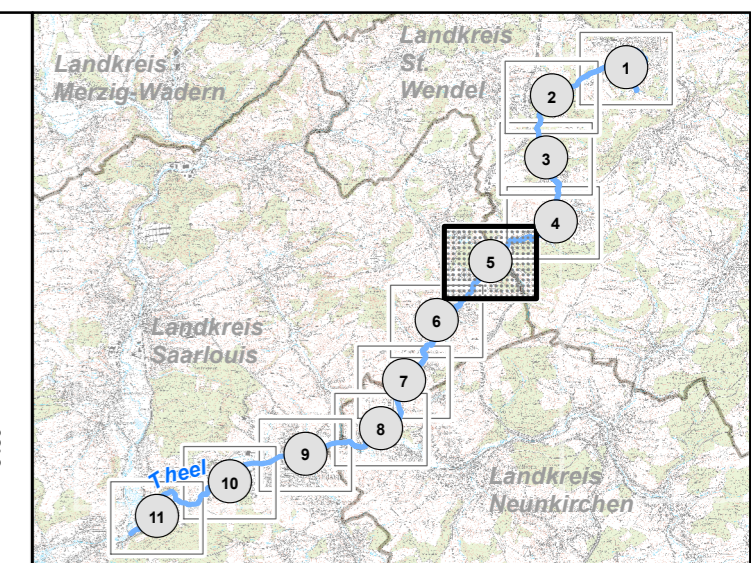 Landkreis
Merzig-Wadern
Landkreis
St.
Wendel
1
2
3
4
5
6
Landkreis
Saarlouis
7
8
9
Theel
10
11
Landkreis
Neunkirchen